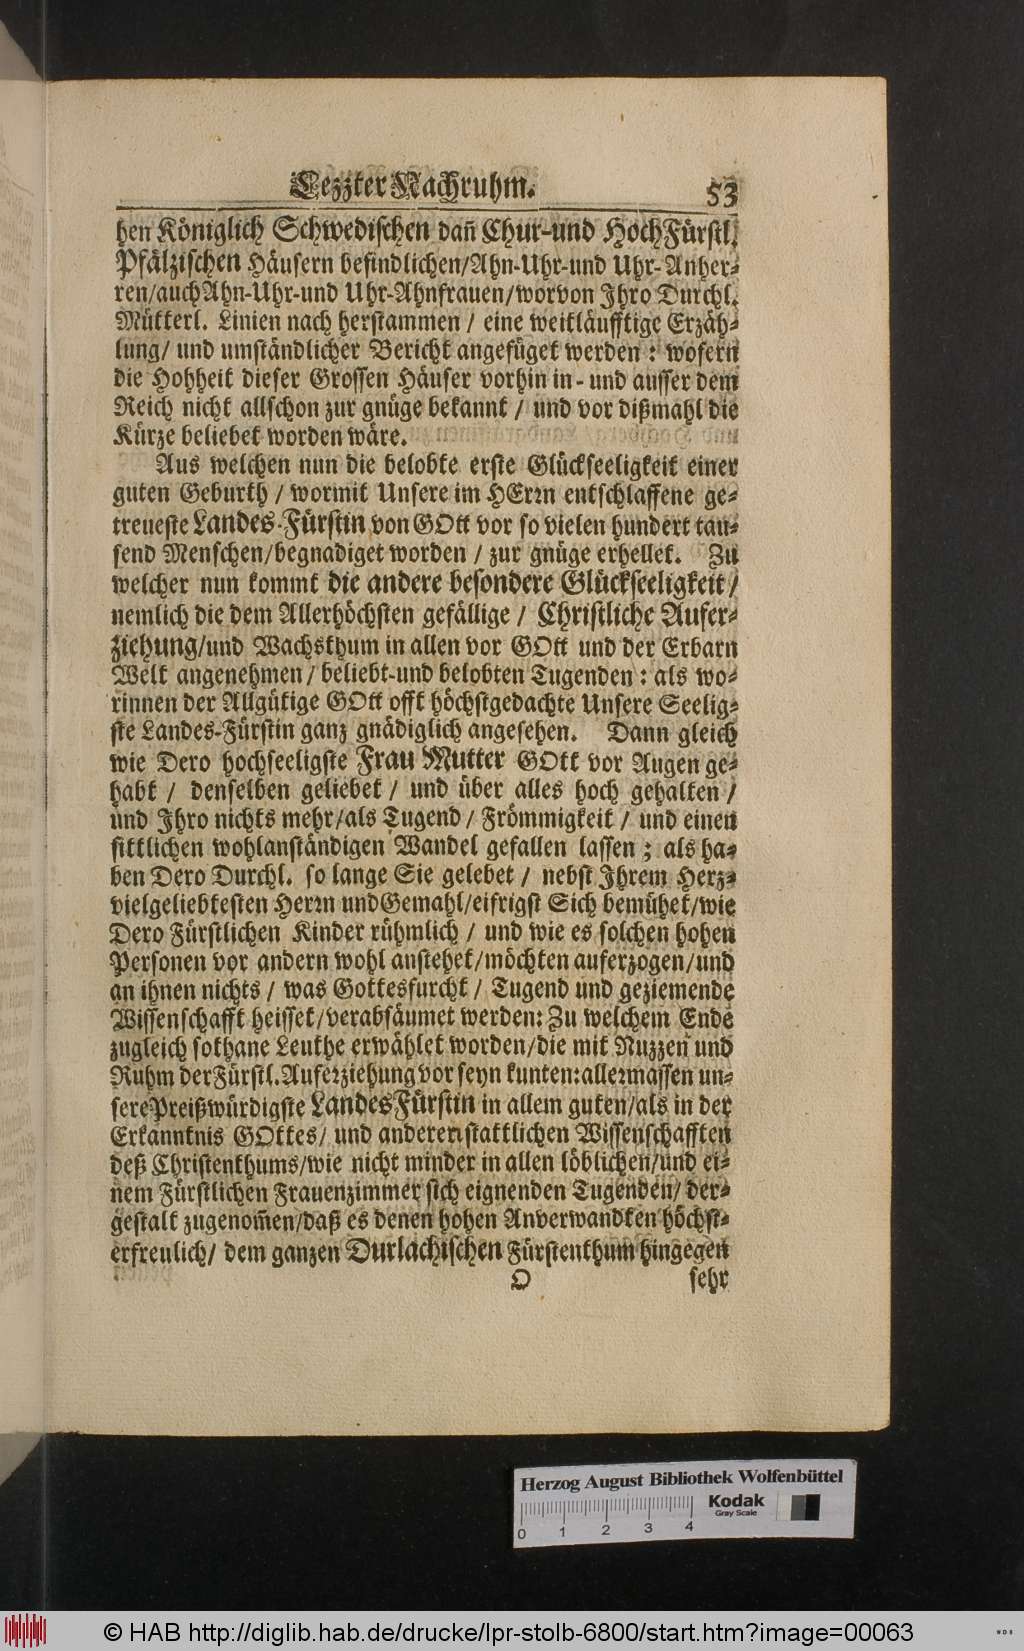 Lezzter Nachruhm. 53
hen Königlich Schwedischen dan̄ Chur-und HochFürstl.
Pfälzischen Häusern befindlichen/Ahn-Uhr-und Uhr-Anher-
ren/auch Ahn-Uhr-und Uhr-Ahnfrauen/worvon Ihro Durchl.
Mütterl. Linien nach herstammen / eine weitläufftige Erzäh-
lung/ und umständlicher Bericht angefüget werden : wofern
die Hohheit dieser Grossen Häuser vorhin in - und ausser dem
Reich nicht allschon zur gnüge bekannt / und vor dißmahl die
Kürze beliebet worden wäre.
Aus welchen nun die belobte erste Glückseeligkeit einer
guten Geburth / wormit Unsere im HErrn entschlaffene ge-
treueste Landes-Fürstin von GOtt vor so vielen hundert tau-
send Menschen/begnadiget worden / zur gnüge erhellet. Zu
welcher nun kommt die andere besondere Glückseeligkeit /
nemlich die dem Allerhöchsten gefällige / Christliche Aufer-
ziehung/und Wachsthum in allen vor GOtt und der Erbarn
Welt angenehmen / beliebt-und belobten Tugenden : als wo-
rinnen der Allgütige GOtt offt höchstgedachte Unsere Seelig-
ste Landes-Fürstin ganz gnädiglich angesehen. Dann gleich
wie Dero hochseeligste Frau Mutter GOtt vor Augen ge-
habt / denselben geliebet / und über alles hoch gehalten /
und Ihro nichts mehr/als Tugend / Frömmigkeit / und einen
sittlichen wohlanständigen Wandel gefallen lassen ; als ha-
ben Dero Durchl. so lange Sie gelebet / nebst Ihrem Herz-
vielgeliebtesten Herrn und Gemahl/eifrigst Sich bemühet/wie
Dero Fürstlichen Kinder rühmlich / und wie es solchen hohen
Personen vor andern wohl anstehet/möchten auferzogen/und
an ihnen nichts / was Gottesfurcht / Tugend und geziemende
Wissenschafft heisset/verabsäumet werden: Zu welchem Ende
zugleich sothane Leuthe erwählet worden/die mit Nuzzen und
Ruhm der Fürstl. Auferziehung vor seyn kunten: allermassen un-
sere Preißwürdigste Landes Fürstin in allem guten/als in der
Erkanntnis GOttes/ und anderen stattlichen Wissenschafften
deß Christenthums/wie nicht minder in allen löblichen/und ei-
nem Fürstlichen Frauenzimmer sich eignenden Tugenden/ der-
gestalt zugenom̄en/daß es denen hohen Anverwandten höchst-
erfreulich/ dem ganzen Durlachischen Fürstenthum hingegen
O sehr
Herzog August Bibliothek Wolfenbüttel
0 1 2 3 4 Kodak
Gray Scale
© HAB http://diglib.hab.de/drucke/lpr-stolb-6800/start.htm?image=00063